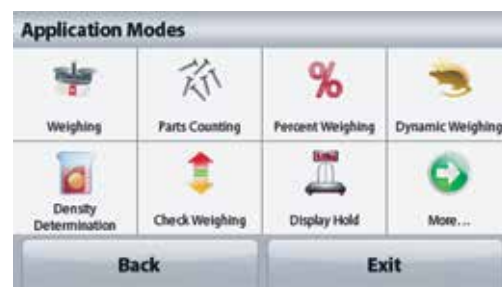 Application Modes
Weighing
Parts Counting
Percent Weighing
Dynamic Weighing
Density
Determination
Check Weighing
Display Hold
More...
Back
Exit